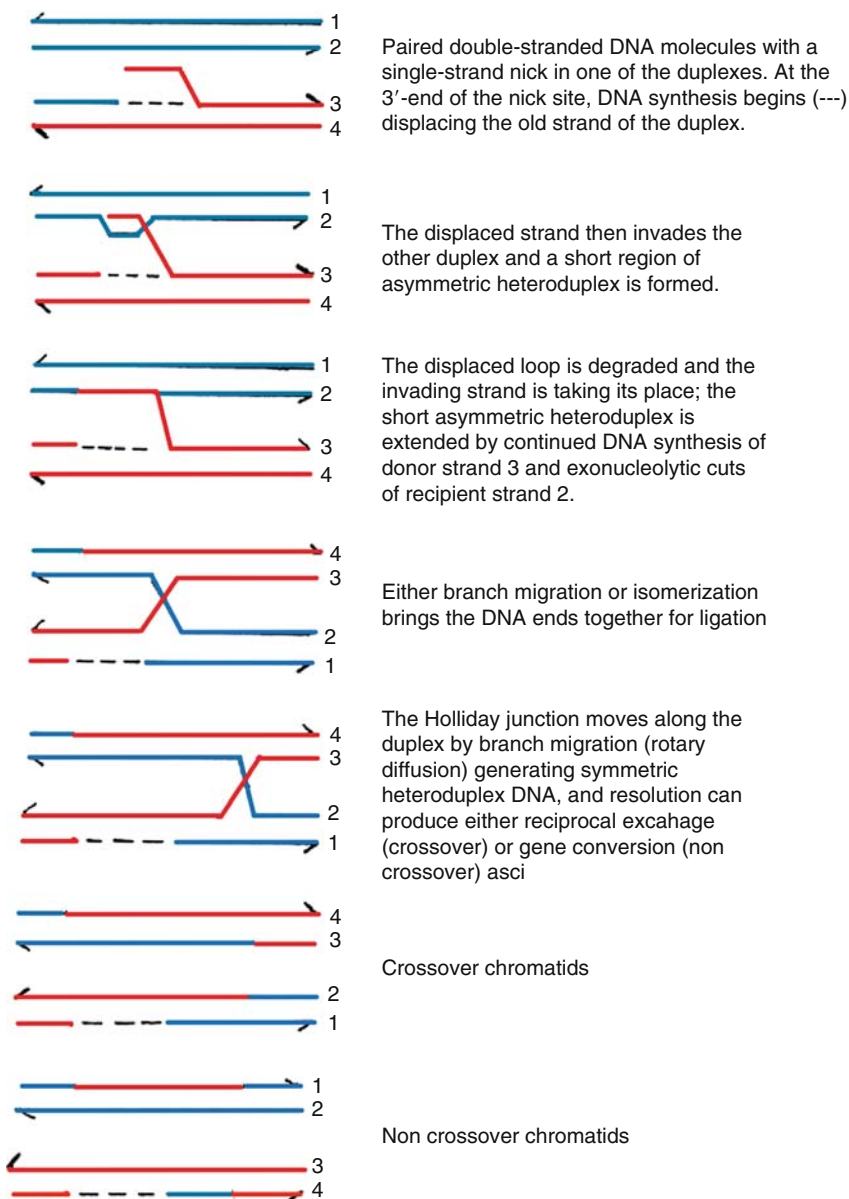 1
2
Paired double-stranded DNA molecules with a
single-strand nick in one of the duplexes. At the
3′-end of the nick site, DNA synthesis begins (---)
displacing the old strand of the duplex.
3
4
1
2
The displaced strand then invades the
other duplex and a short region of
asymmetric heteroduplex is formed.
3
4
1
2
The displaced loop is degraded and the
invading strand is taking its place; the
short asymmetric heteroduplex is
extended by continued DNA synthesis of
donor strand 3 and exonucleolytic cuts
of recipient strand 2.
3
4
4
3
Either branch migration or isomerization
brings the DNA ends together for ligation
2
1
4
3
The Holliday junction moves along the
duplex by branch migration (rotary
diffusion) generating symmetric
heteroduplex DNA, and resolution can
produce either reciprocal excahage
(crossover) or gene conversion (non
crossover) asci
2
1
4
3
Crossover chromatids
2
1
1
2
Non crossover chromatids
3
4